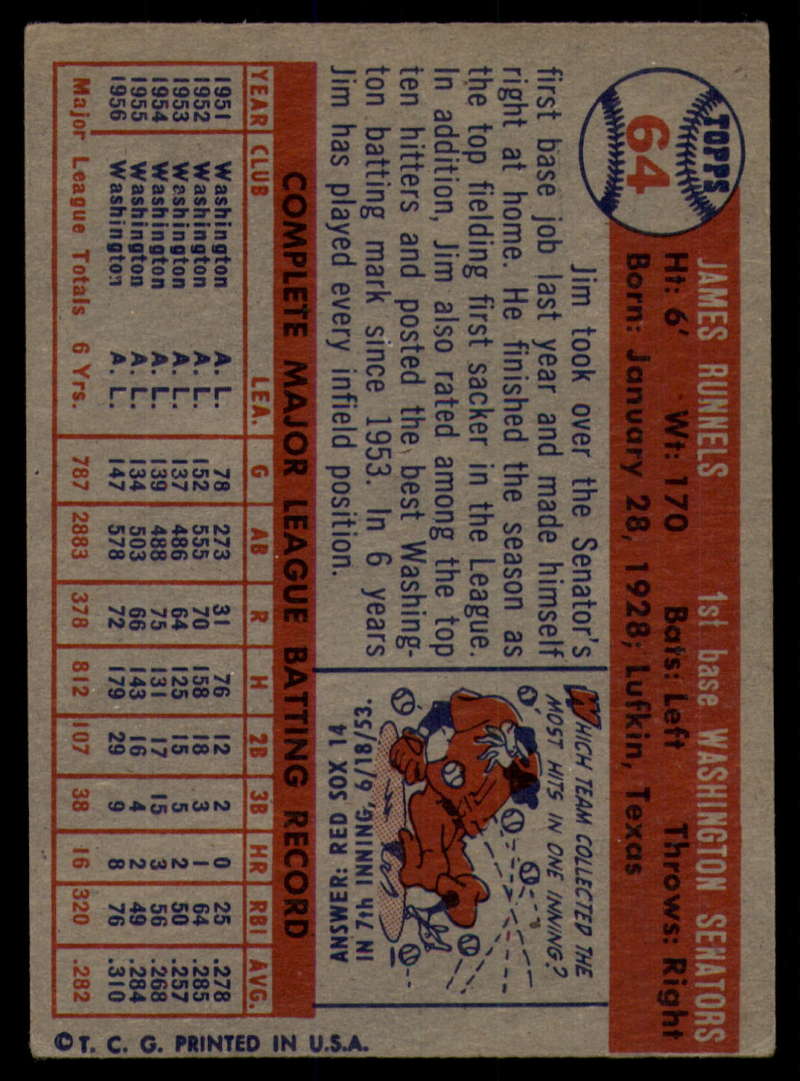 TOPPS
64
JAMES RUNNELS 1st base WASHINGTON SENATORS
Ht: 6' Wt: 170 Bats: Left Throws: Right
Born: January 28, 1928; Lufkin, Texas
Jim took over the Senator's
first base job last year and made himself
right at home. He finished the season as
the top fielding first sacker in the League.
In addition, Jim also rated among the top
ten hitters and posted the best Washing-
ton batting mark since 1953. In 6 years
Jim has played every infield position.
WHICH TEAM COLLECTED THE
MOST HITS IN ONE INNING?
ANSWER: RED SOX 14
IN 7th INNING, 6/18/53.
COMPLETE MAJOR LEAGUE BATTING RECORD
YEAR CLUB LEA. G AB R H 2B 3B HR RBI AVG.
1951 Washington A. L. 78 273 31 76 12 2 0 25 .278
1952 Washington A. L. 152 555 70 158 18 3 1 64 .285
1953 Washington A. L. 137 486 64 125 15 5 2 50 .257
1954 Washington A. L. 139 488 75 131 17 15 3 56 .268
1955 Washington A. L. 134 503 66 143 16 4 2 49 .284
1956 Washington A. L. 147 578 72 179 29 9 8 76 .310
Major League Totals 6 Yrs. 787 2883 378 812 107 38 16 320 .282
© T. C. G. PRINTED IN U.S.A.